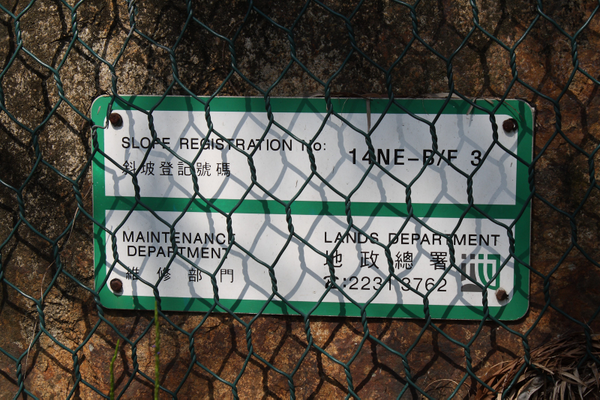 SLOPE REGISTRATION No: 14NE-B/F 3
斜坡登記號碼
MAINTENANCE DEPARTMENT
維修部門
LANDS DEPARTMENT
地政總署
☎:2231 3762